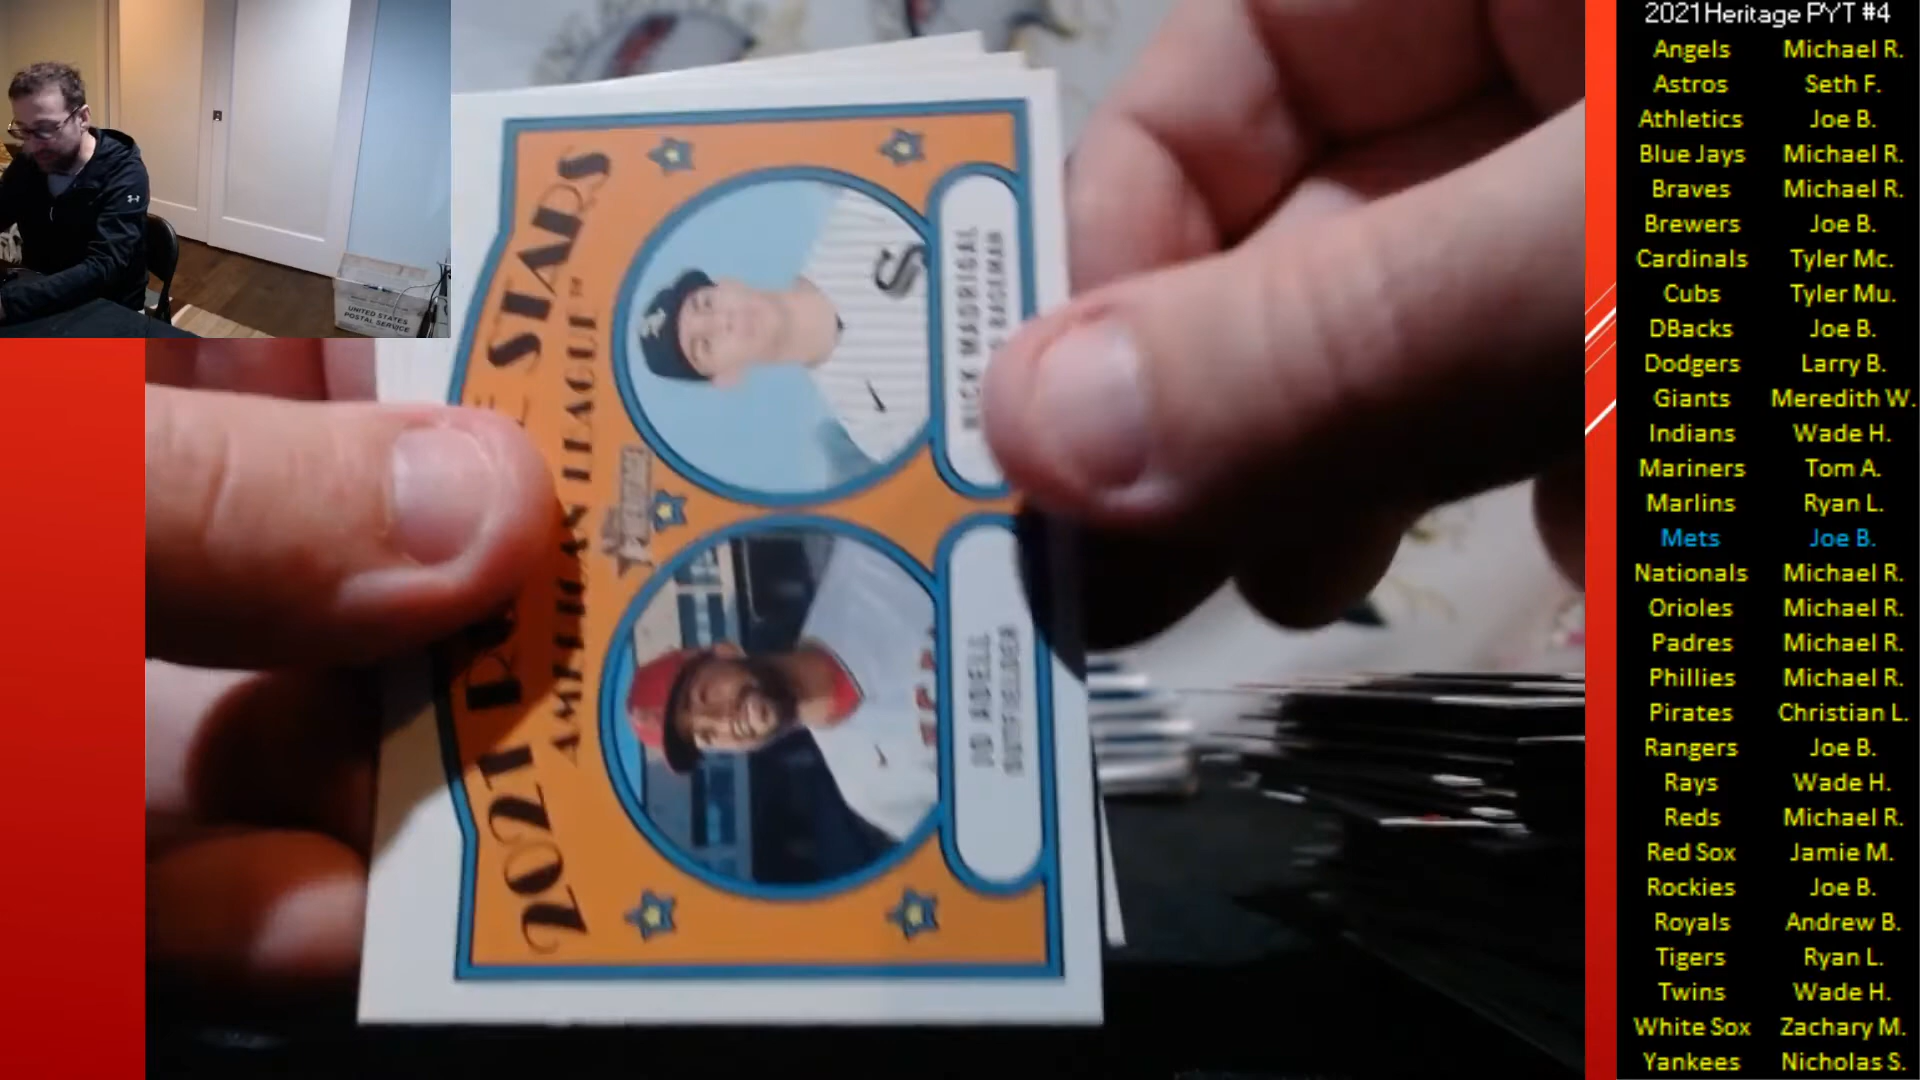 2021 Heritage PYT #4
Angels Michael R.
Astros Seth F.
Athletics Joe B.
Blue Jays Michael R.
Braves Michael R.
Brewers Joe B.
Cardinals Tyler Mc.
Cubs Tyler Mu.
DBacks Joe B.
Dodgers Larry B.
Giants Meredith W.
Indians Wade H.
Mariners Tom A.
Marlins Ryan L.
Mets Joe B.
Nationals Michael R.
Orioles Michael R.
Padres Michael R.
Phillies Michael R.
Pirates Christian L.
Rangers Joe B.
Rays Wade H.
Reds Michael R.
Red Sox Jamie M.
Rockies Joe B.
Royals Andrew B.
Tigers Ryan L.
Twins Wade H.
White Sox Zachary M.
Yankees Nicholas S.
2021 STARS
AMERICAN LEAGUE™
HERITAGE
JO ADELL
OUTFIELDER
NICK MADRIGAL
BASEMAN
UNITED STATES
POSTAL SERVICE